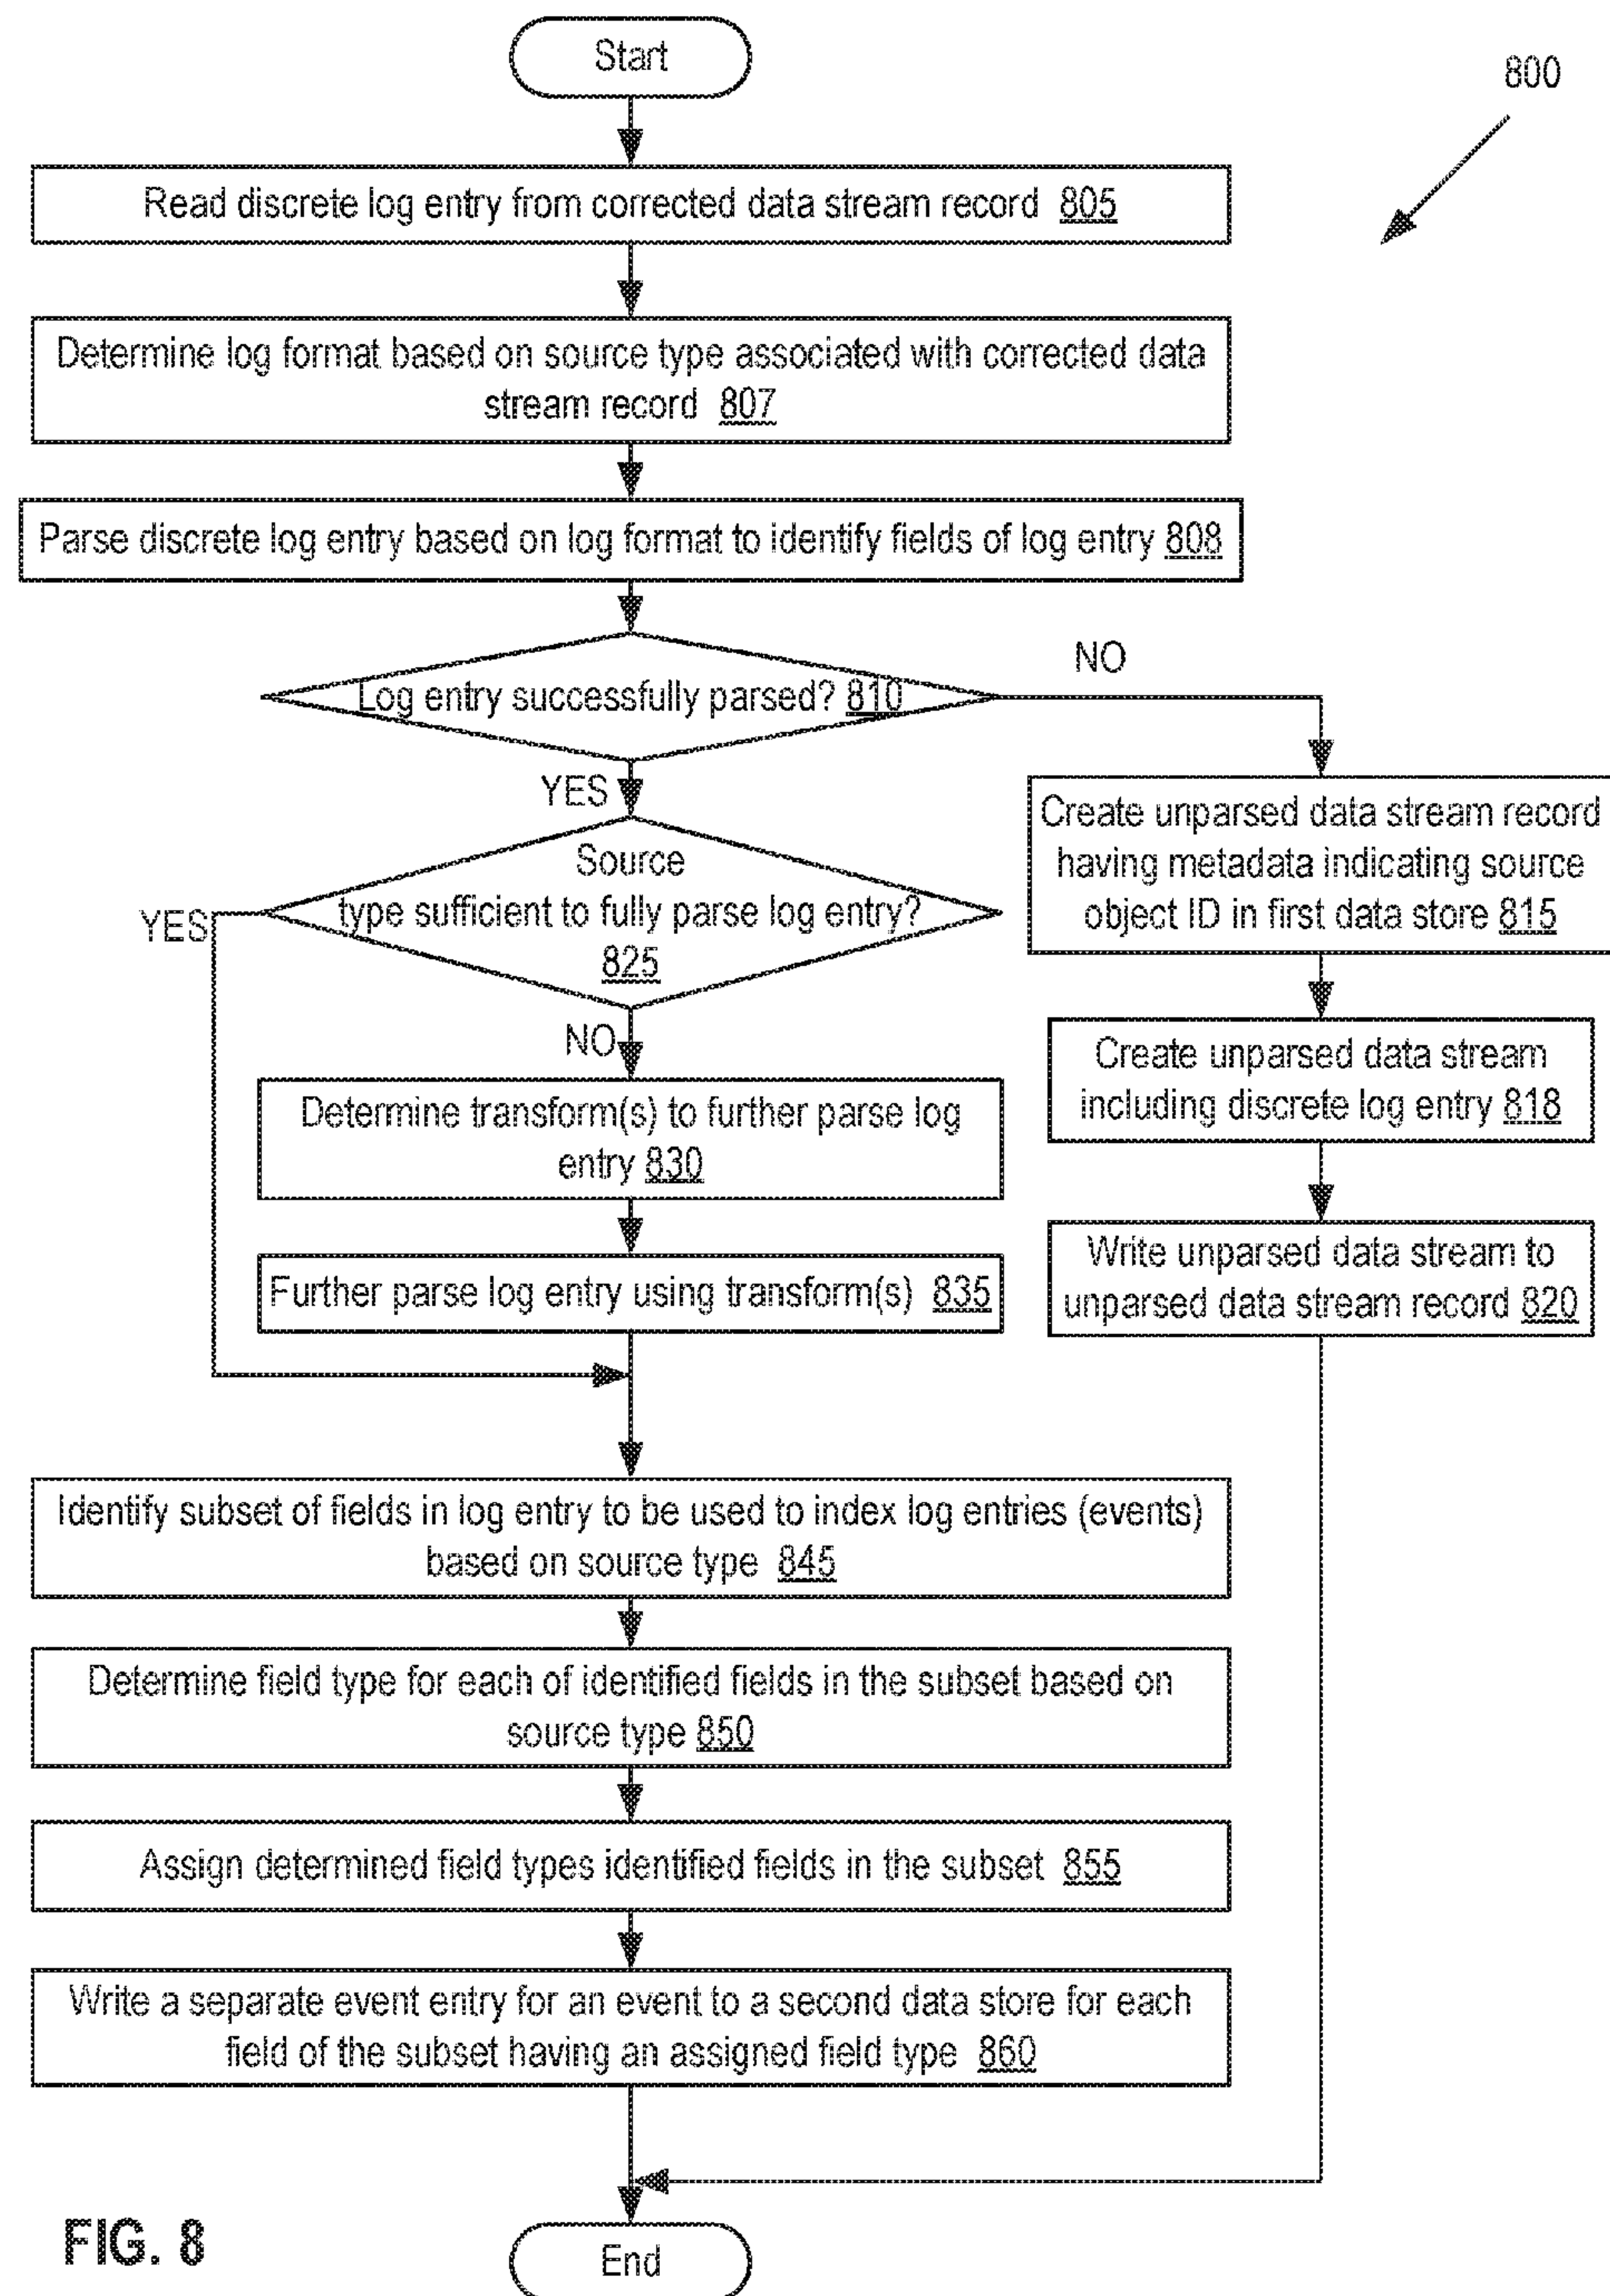 Start
800
Read discrete log entry from corrected data stream record 805
Determine log format based on source type associated with corrected data
stream record 807
Parse discrete log entry based on log format to identify fields of log entry 808
Log entry successfully parsed? 810
NO
YES
Create unparsed data stream record
having metadata indicating source
object ID in first data store 815
Source
type sufficient to fully parse log entry?
825
YES
NO
Create unparsed data stream
including discrete log entry 818
Determine transform(s) to further parse log
entry 830
Write unparsed data stream to
unparsed data stream record 820
Further parse log entry using transform(s) 835
Identify subset of fields in log entry to be used to index log entries (events)
based on source type 845
Determine field type for each of identified fields in the subset based on
source type 850
Assign determined field types identified fields in the subset 855
Write a separate event entry for an event to a second data store for each
field of the subset having an assigned field type 860
End
FIG. 8